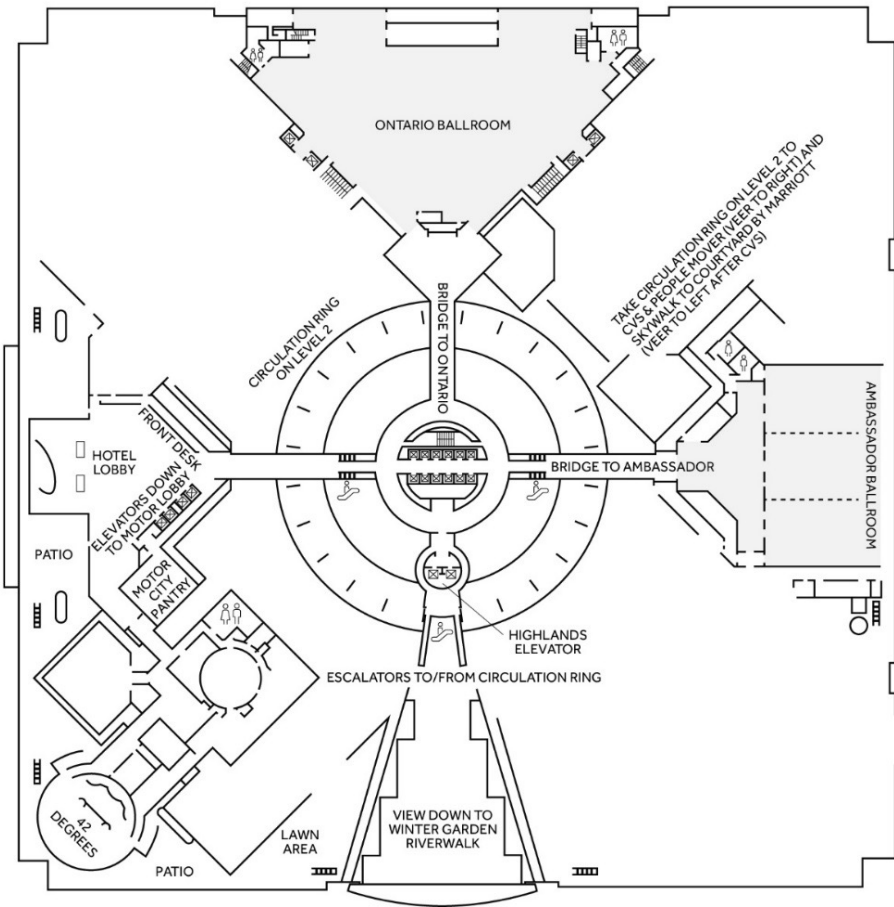 ONTARIO BALLROOM
TAKE CIRCULATION RING ON LEVEL 2 TO
CVS & PEOPLE MOVER (VEER TO RIGHT) AND
SKYWALK TO COURTYARD BY MARRIOTT
(VEER TO LEFT AFTER CVS)
CIRCULATION RING
ON LEVEL 2
BRIDGE TO ONTARIO
AMBASSADOR BALLROOM
FRONT DESK
HOTEL
LOBBY
ELEVATORS DOWN
TO MOTOR LOBBY
BRIDGE TO AMBASSADOR
PATIO
MOTOR
CITY
PANTRY
HIGHLANDS
ELEVATOR
ESCALATORS TO/FROM CIRCULATION RING
42
DEGREES
LAWN
AREA
VIEW DOWN TO
WINTER GARDEN
RIVERWALK
PATIO